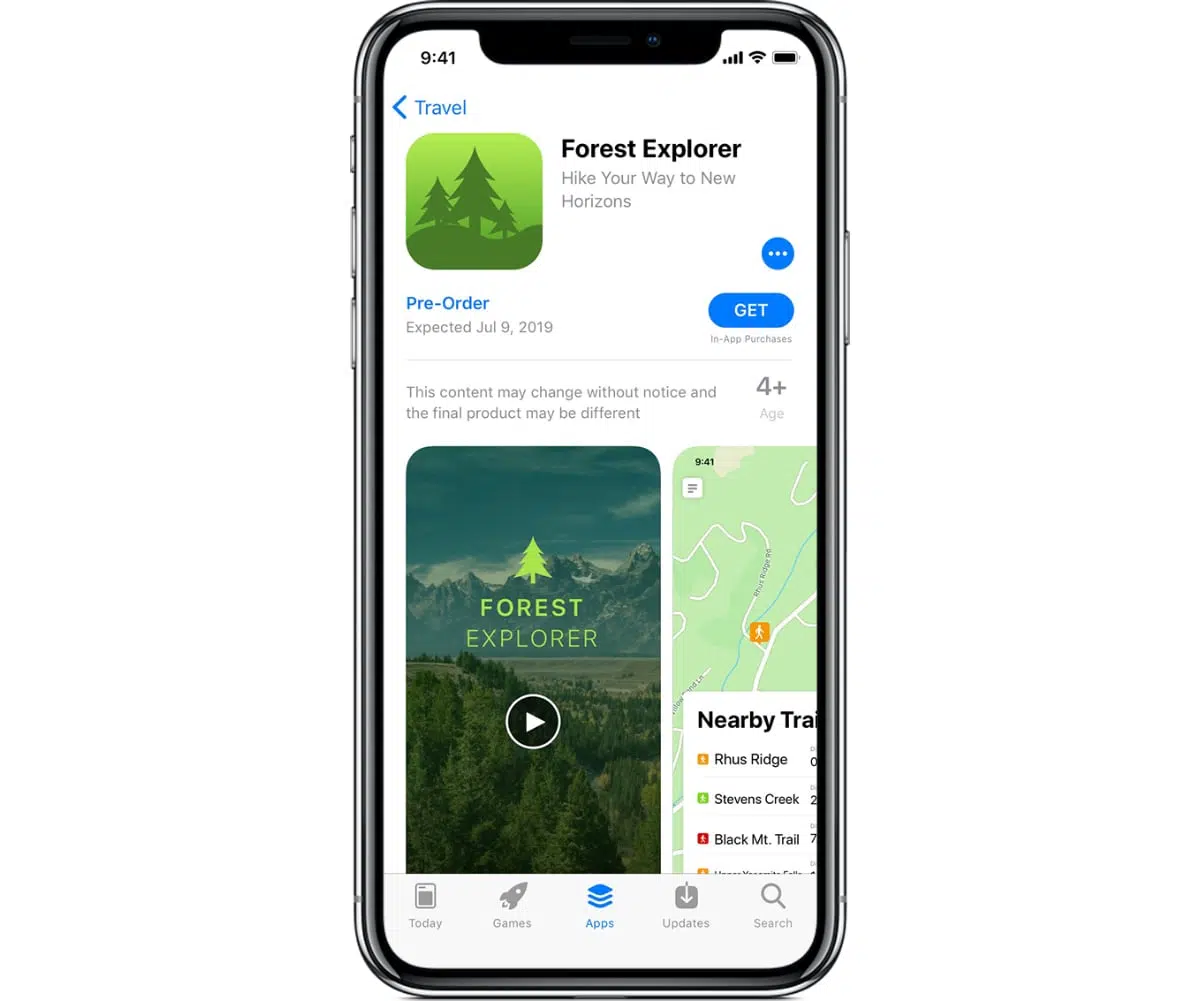 9:41
Travel
Forest Explorer
Hike Your Way to New
Horizons
Pre-Order
Expected Jul 9, 2019
GET
In-App Purchases
This content may change without notice and
the final product may be different
4+
Age
FOREST
EXPLORER
9:41
Rhus Ridge Rd
Nearby Trai
Rhus Ridge
0
Stevens Creek
2
Black Mt. Trail
7
Today
Games
Apps
Updates
Search